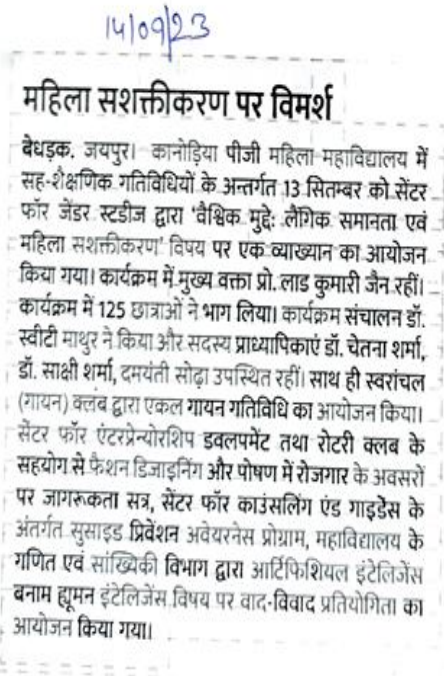 14/09/23
महिला सशक्तीकरण पर विमर्श
बेधड़क. जयपुर। कानोड़िया पीजी महिला महाविद्यालय में
सह-शैक्षणिक गतिविधियों के अन्तर्गत 13 सितम्बर को सेंटर
फॉर जेंडर स्टडीज द्वारा 'वैश्विक मुद्दे: लैंगिक समानता एवं
महिला सशक्तीकरण' विषय पर एक व्याख्यान का आयोजन
किया गया। कार्यक्रम में मुख्य वक्ता प्रो. लाड कुमारी जैन रहीं।
कार्यक्रम में 125 छात्राओं ने भाग लिया। कार्यक्रम संचालन डॉ.
स्वीटी माथुर ने किया और सदस्य प्राध्यापिकाएं डॉ. चेतना शर्मा,
डॉ. साक्षी शर्मा, दमयंती सोढ़ा उपस्थित रहीं। साथ ही स्वरांचल
(गायन) क्लब द्वारा एकल गायन गतिविधि का आयोजन किया।
सेंटर फॉर एंटरप्रेन्योरशिप डवलपमेंट तथा रोटरी क्लब के
सहयोग से फैशन डिजाइनिंग और पोषण में रोजगार के अवसरों
पर जागरूकता सत्र, सेंटर फॉर काउंसलिंग एंड गाइडेंस के
अंतर्गत सुसाइड प्रिवेंशन अवेयरनेस प्रोग्राम, महाविद्यालय के
गणित एवं सांख्यिकी विभाग द्वारा आर्टिफिशियल इंटेलिजेंस
बनाम ह्यूमन इंटेलिजेंस विषय पर वाद-विवाद प्रतियोगिता का
आयोजन किया गया।